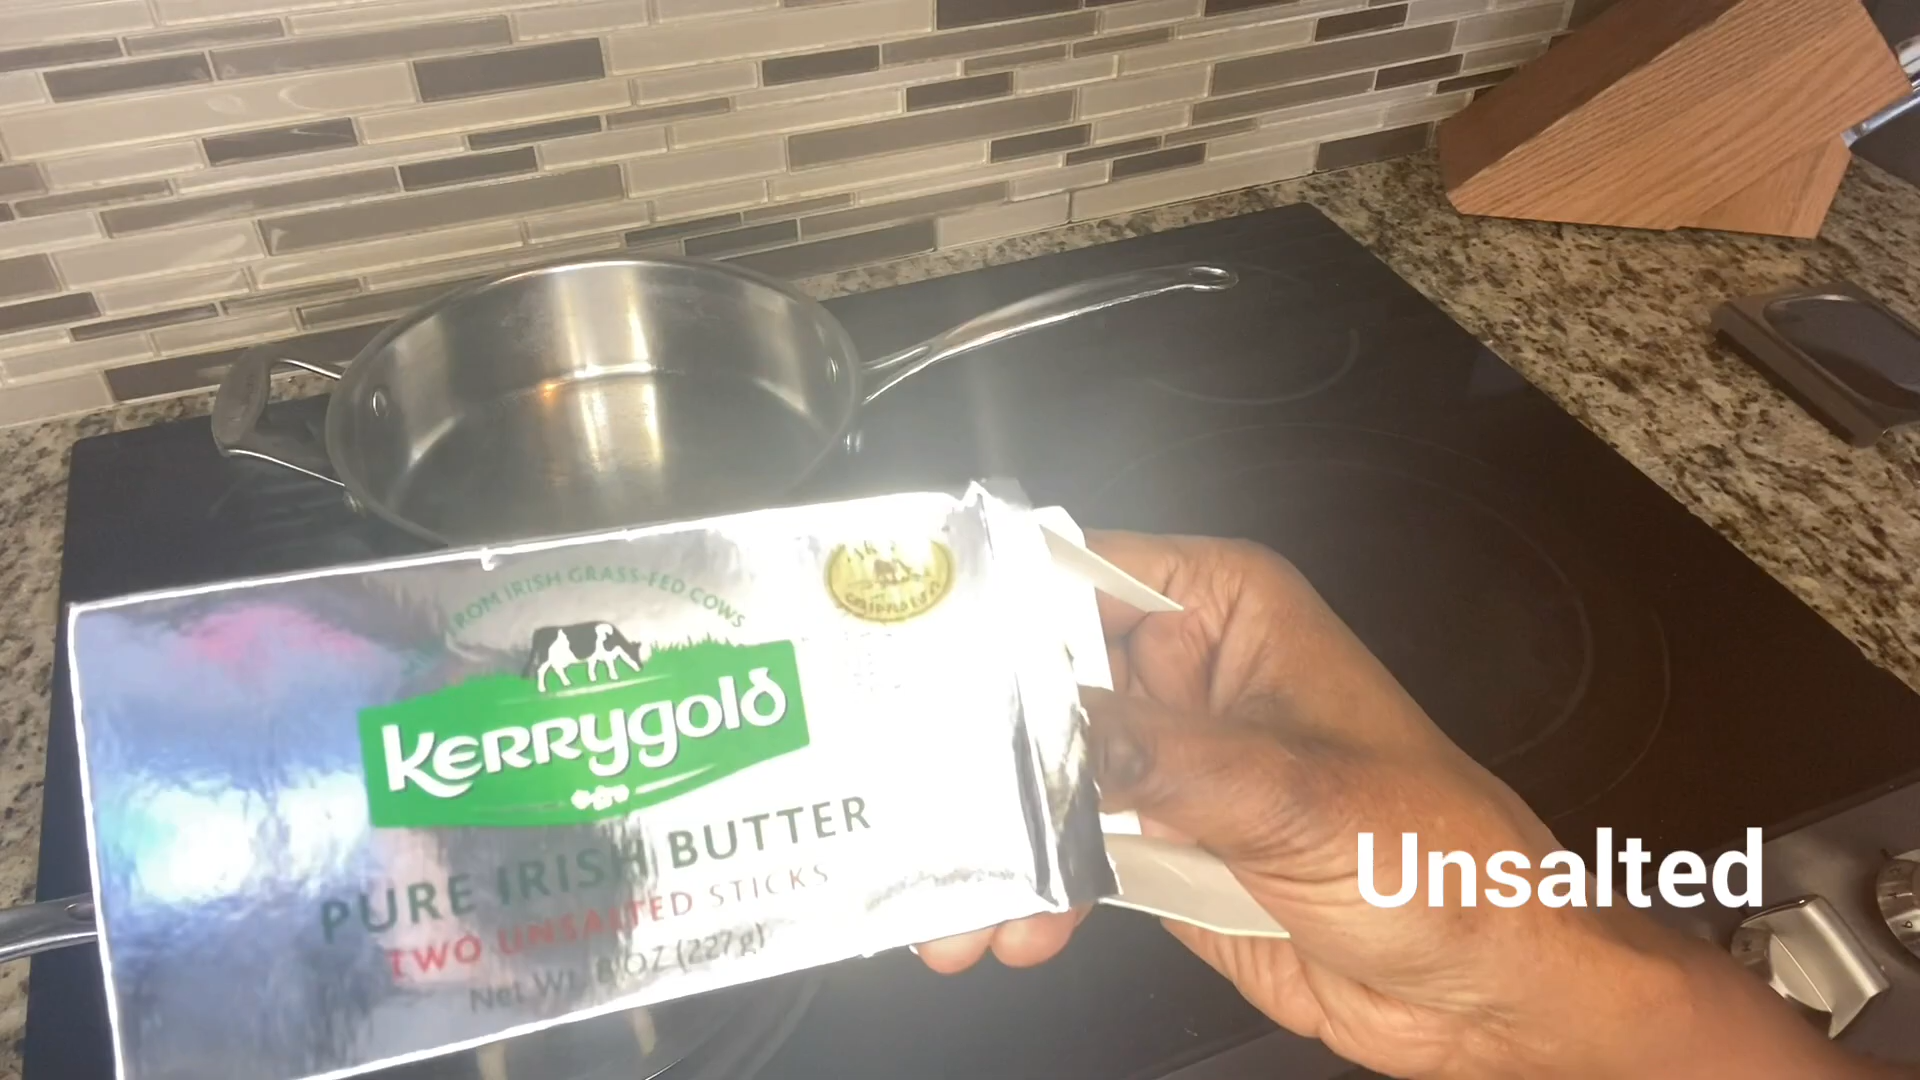 FROM IRISH GRASS-FED COWS
Kerrygold
PURE IRISH BUTTER
TWO UNSALTED STICKS
Net Wt. 8 OZ (227g)
Unsalted